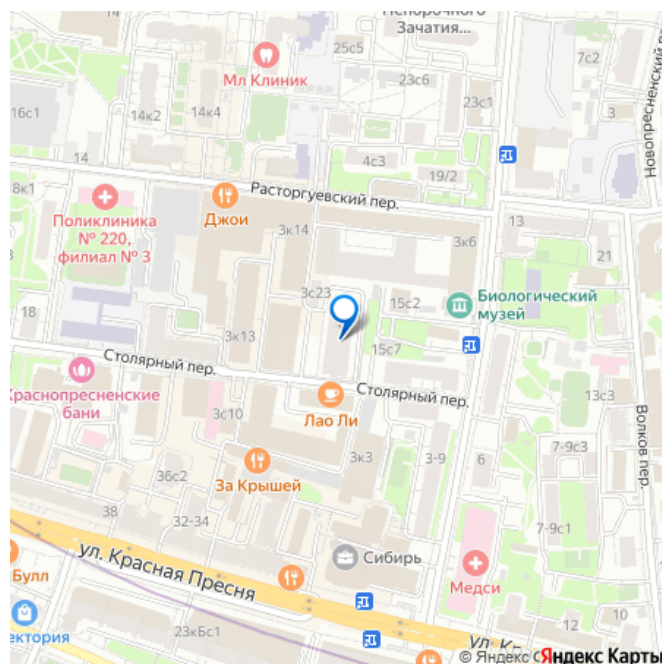 Непорочного
Зачатия...
25с5
7с2
Мл Клиник
23с6
23с1
16с1
14к2
14к4
3
Новопресненский пер.
14
4с3
19/2
8к1
Расторгуевский пер.
Поликлиника
№ 220,
филиал № 3
Джои
3к14
3к6
13
21
3с23
15с2
Биологический
музей
18
3к13
15с7
Столярный пер.
Краснопресненские
бани
Столярный пер.
13с3
Лао Ли
3с10
3к3
3-9
6
7-9с3
Волков пер.
За Крышей
36с2
38
32-34
7-9с1
ул. Красная Пресня
Сибирь
Медси
Булл
ектория
23кБс1
12
10
© Яндекс
Яндекс Карты